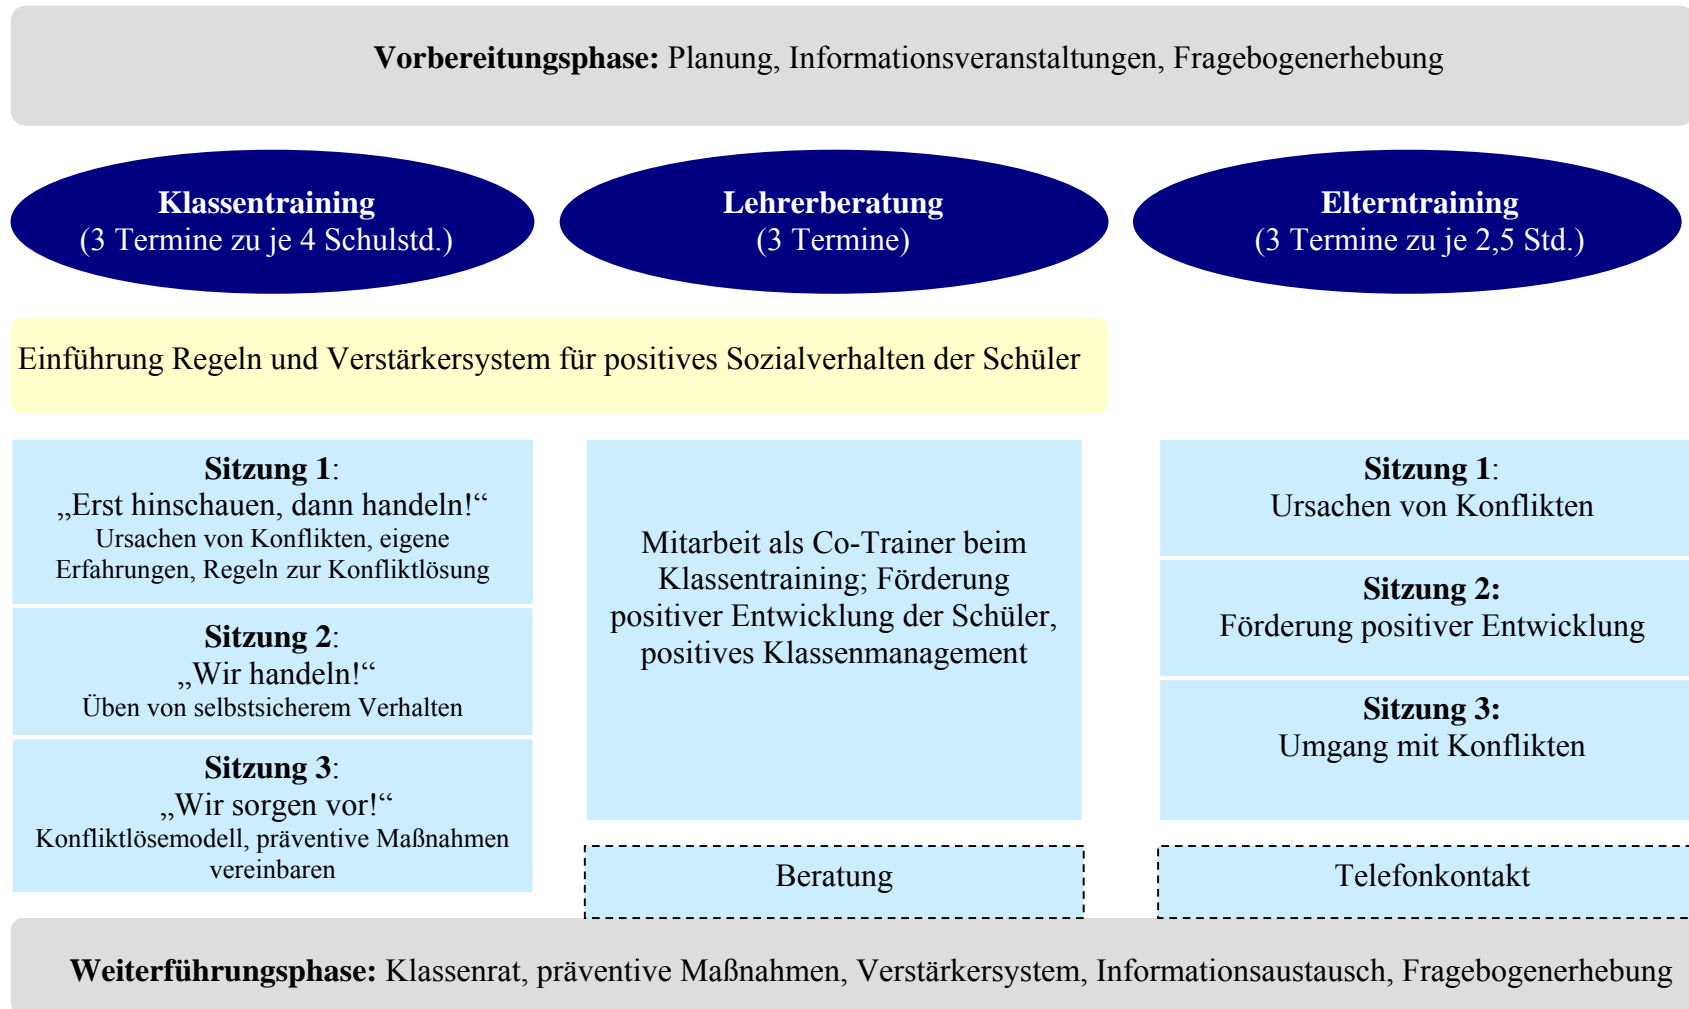 Vorbereitungsphase: Planung, Informationsveranstaltungen, Fragebogenerhebung
Klassentraining
(3 Termine zu je 4 Schulstd.)
Lehrerberatung
(3 Termine)
Elterntraining
(3 Termine zu je 2,5 Std.)
Einführung Regeln und Verstärkersystem für positives Sozialverhalten der Schüler
Sitzung 1:
„Erst hinschauen, dann handeln!“
Ursachen von Konflikten, eigene
Erfahrungen, Regeln zur Konfliktlösung
Sitzung 2:
„Wir handeln!“
Üben von selbstsicherem Verhalten
Sitzung 3:
„Wir sorgen vor!“
Konfliktlösemodell, präventive Maßnahmen
vereinbaren
Mitarbeit als Co-Trainer beim
Klassentraining; Förderung
positiver Entwicklung der Schüler,
positives Klassenmanagement
Beratung
Sitzung 1:
Ursachen von Konflikten
Sitzung 2:
Förderung positiver Entwicklung
Sitzung 3:
Umgang mit Konflikten
Telefonkontakt
Weiterführungsphase: Klassenrat, präventive Maßnahmen, Verstärkersystem, Informationsaustausch, Fragebogenerhebung